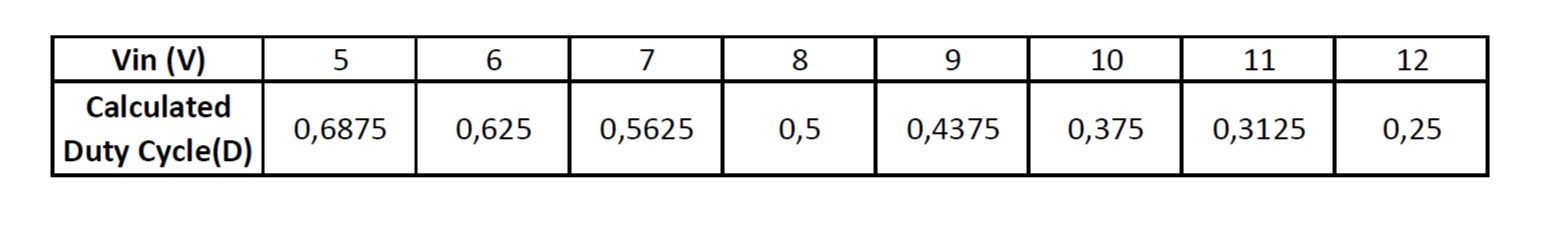 Vin (V) 5 6 7 8 9 10 11 12
Calculated
Duty Cycle(D) 0,6875 0,625 0,5625 0,5 0,4375 0,375 0,3125 0,25